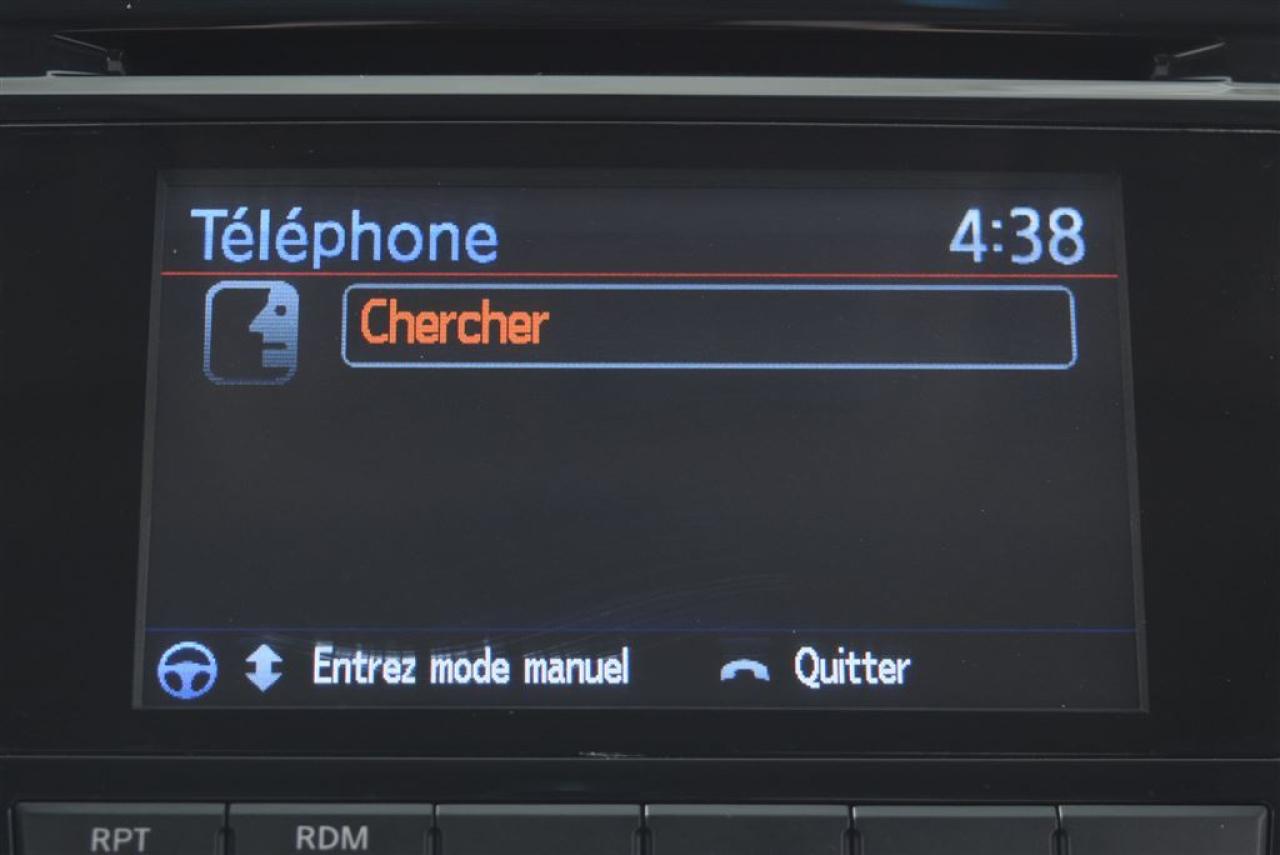 Téléphone 4:38
Chercher
Entrez mode manuel Quitter
RPT RDM